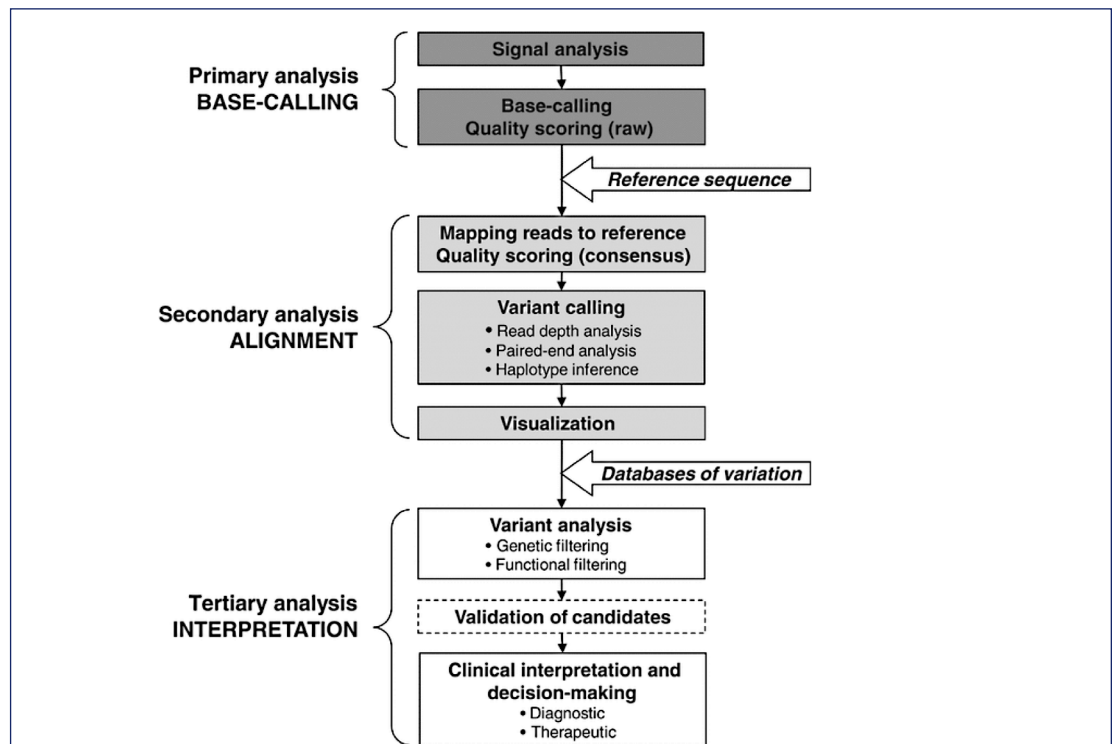 Primary analysis
BASE-CALLING
Signal analysis
Base-calling
Quality scoring (raw)
Reference sequence
Secondary analysis
ALIGNMENT
Mapping reads to reference
Quality scoring (consensus)
Variant calling
• Read depth analysis
• Paired-end analysis
• Haplotype inference
Visualization
Databases of variation
Tertiary analysis
INTERPRETATION
Variant analysis
• Genetic filtering
• Functional filtering
Validation of candidates
Clinical interpretation and
decision-making
• Diagnostic
• Therapeutic